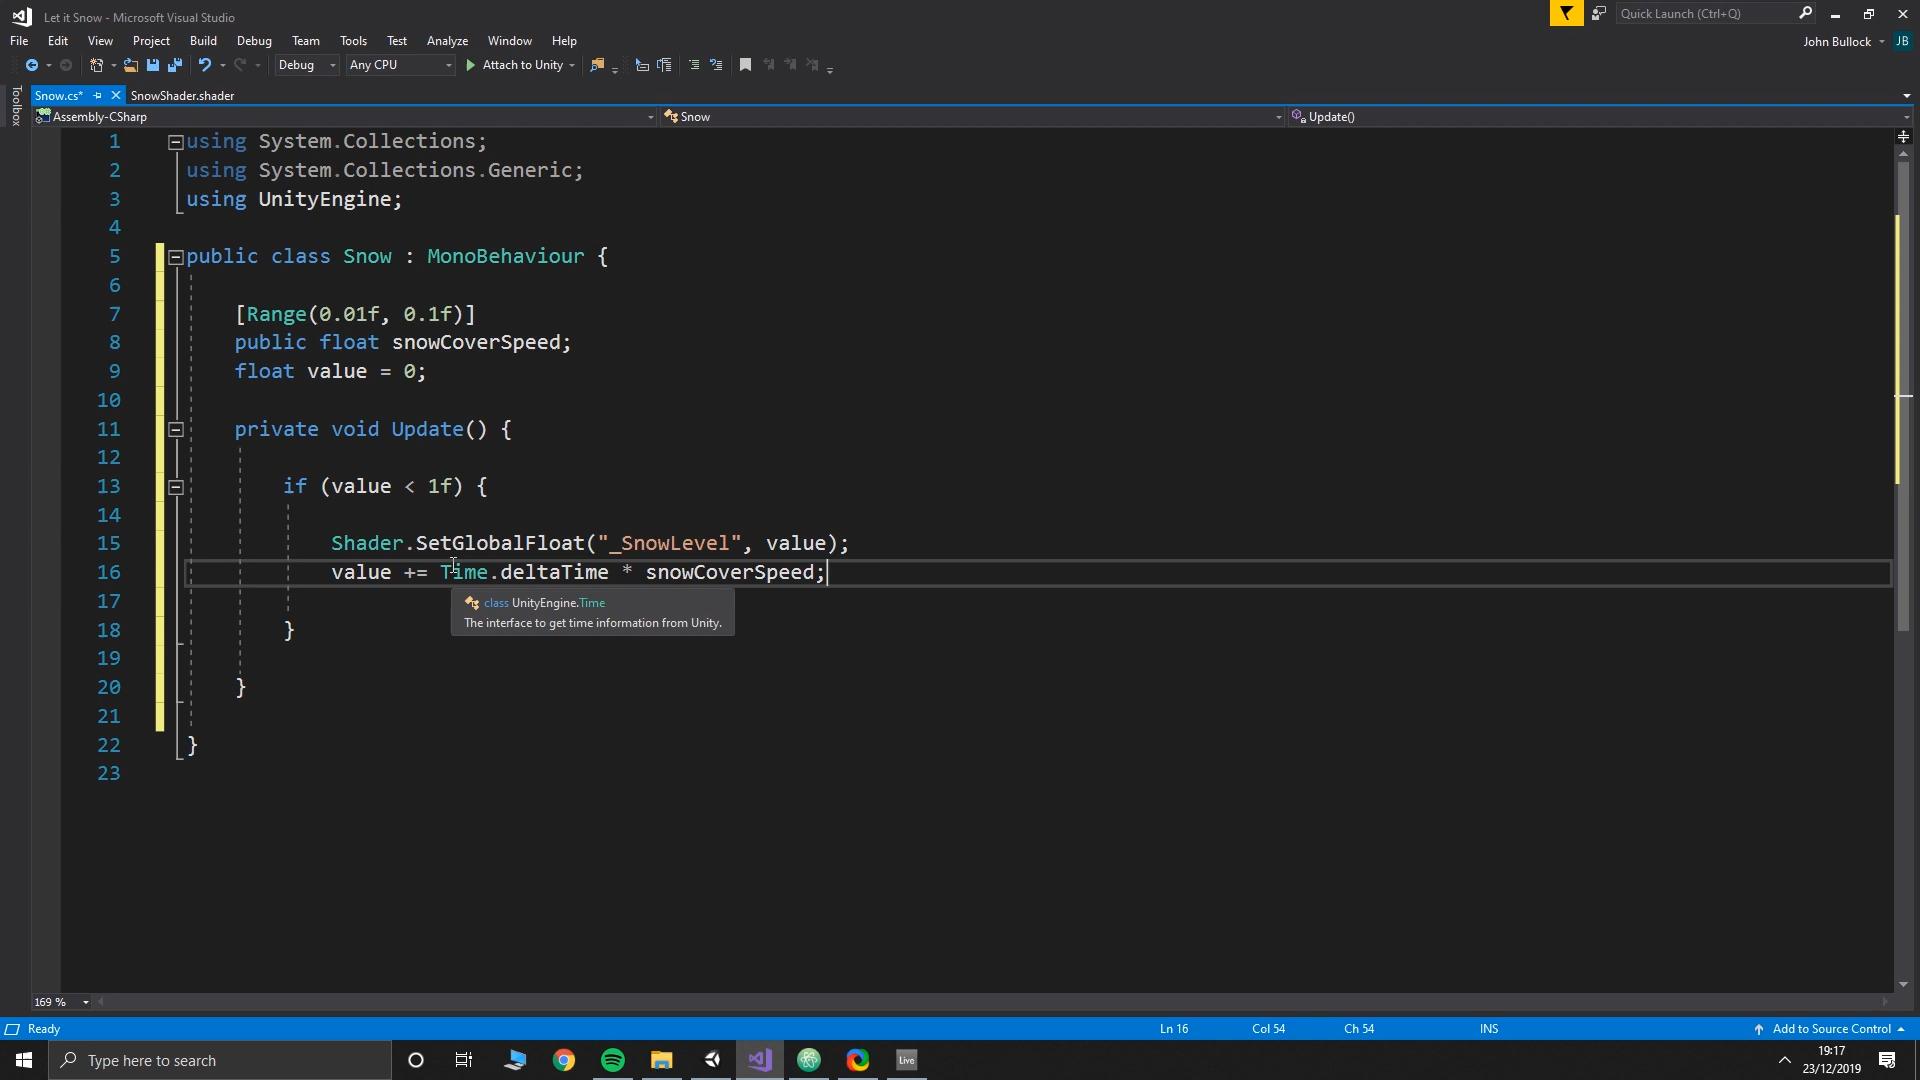 Let it Snow - Microsoft Visual Studio
Quick Launch (Ctrl+Q)
File Edit View Project Build Debug Team Tools Test Analyze Window Help
John Bullock JB
Debug Any CPU Attach to Unity
Toolbox
Snow.cs* SnowShader.shader
Assembly-CSharp Snow Update()
1 using System.Collections;
2 using System.Collections.Generic;
3 using UnityEngine;
4
5 public class Snow : MonoBehaviour {
6
7 [Range(0.01f, 0.1f)]
8 public float snowCoverSpeed;
9 float value = 0;
10
11 private void Update() {
12
13 if (value < 1f) {
14
15 Shader.SetGlobalFloat("_SnowLevel", value);
16 value += Time.deltaTime * snowCoverSpeed;
17
class UnityEngine.Time
The interface to get time information from Unity.
18 }
19
20 }
21
22 }
23
169 %
Ready Ln 16 Col 54 Ch 54 INS Add to Source Control
Type here to search
Live
19:17
23/12/2019